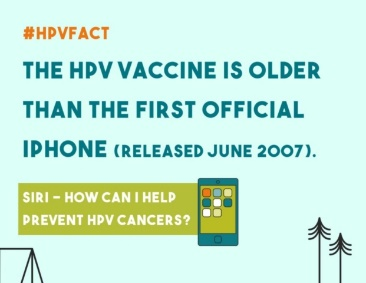 #HPVFACT
THE HPV VACCINE IS OLDER
THAN THE FIRST OFFICIAL
IPHONE (RELEASED JUNE 2007).
SIRI – HOW CAN I HELP
PREVENT HPV CANCERS?